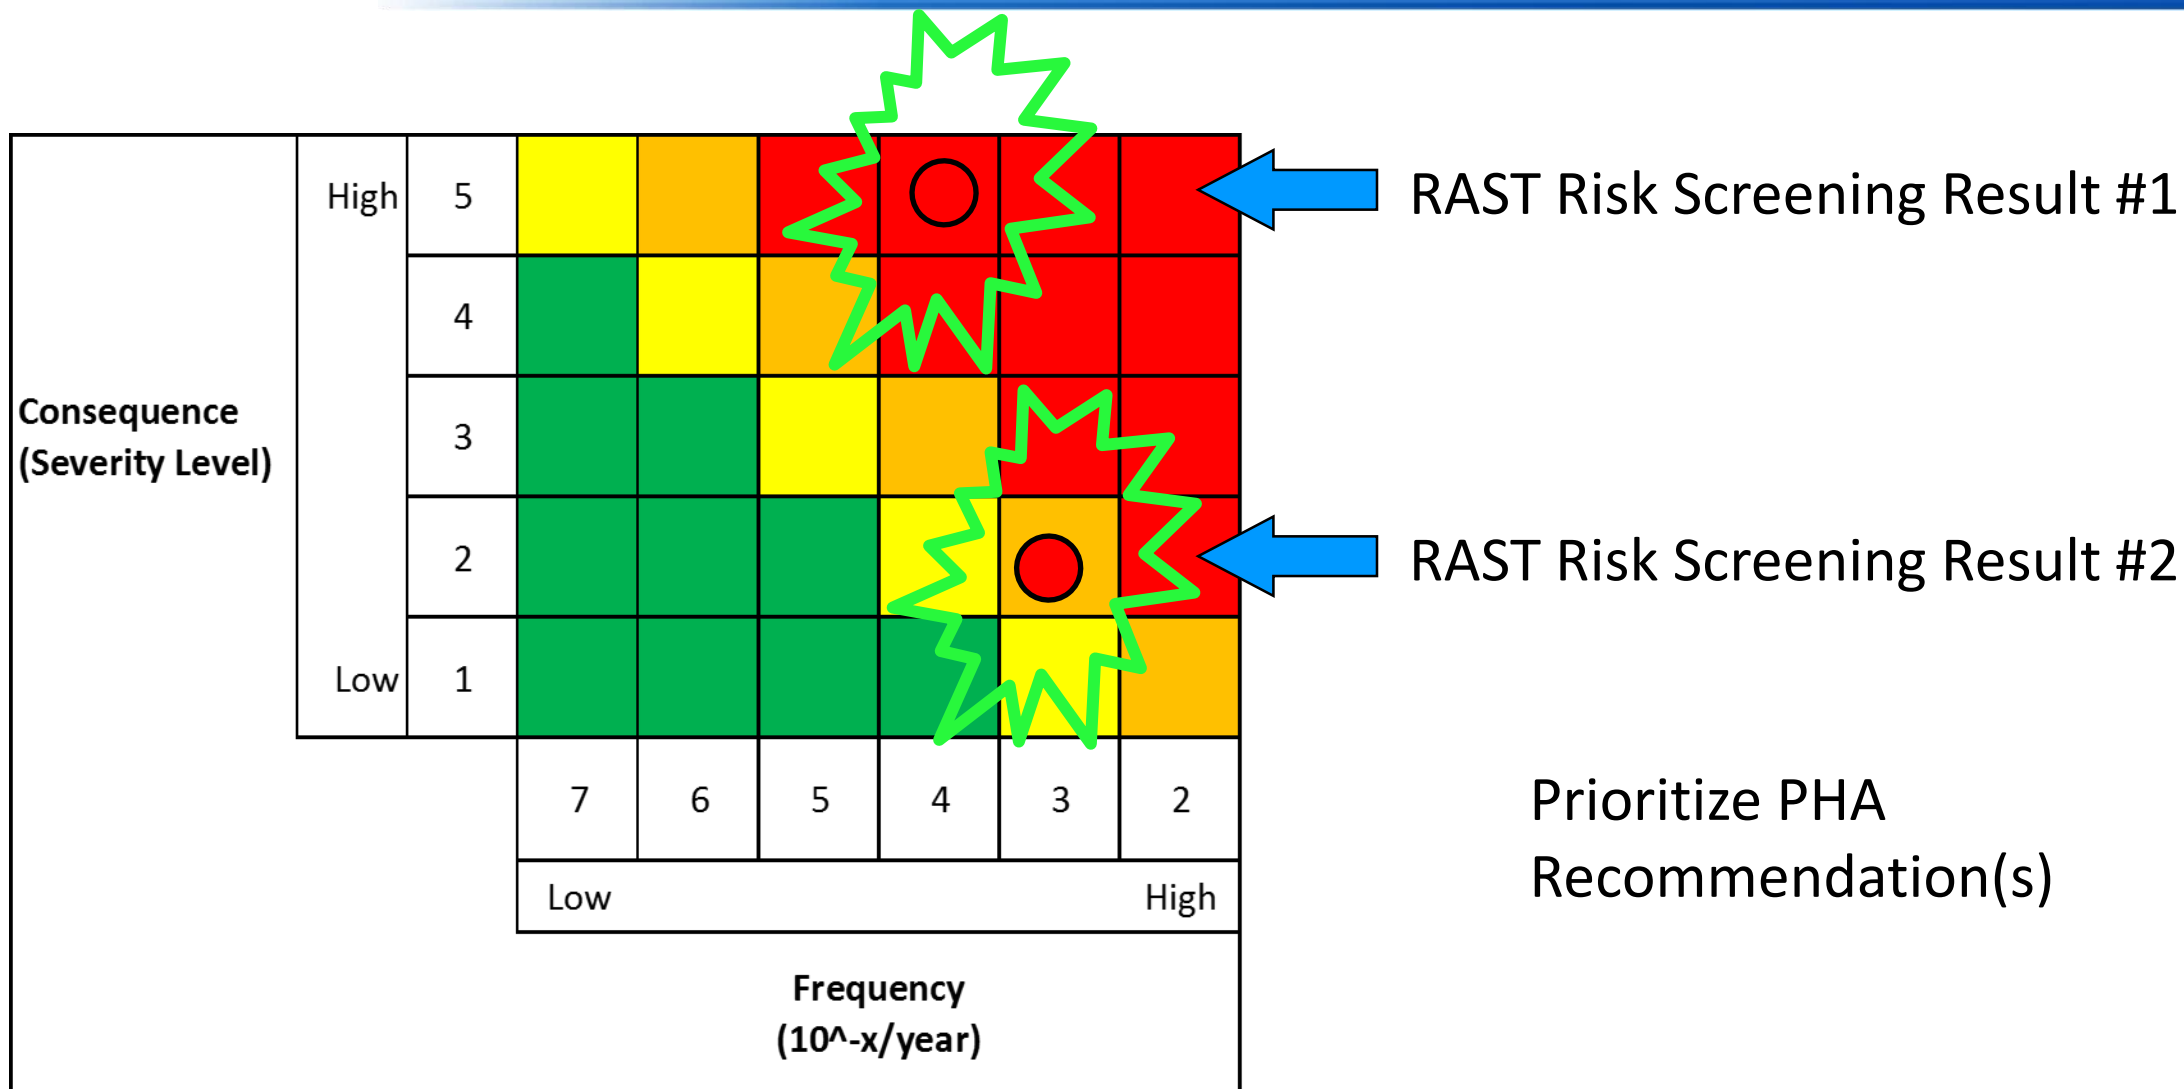 High 5
RAST Risk Screening Result #1
4
Consequence
(Severity Level)
3
2
RAST Risk Screening Result #2
Low 1
7 6 5 4 3 2
Low High
Frequency
(10^-x/year)
Prioritize PHA
Recommendation(s)